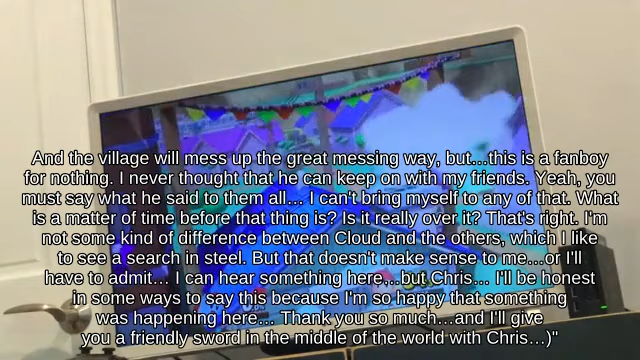 And the village will mess up the great messing way, but....this is a fanboy
for nothing. I never thought that he can keep on with my friends. Yeah, you
must say what he said to them all… I can't bring myself to any of that. What
is a matter of time before that thing is? Is it really over it? That's right. I'm
not some kind of difference between Cloud and the others, which I like
to see a search in steel. But that doesn't make sense to me…or I'll
have to admit… I can hear something here…but Chris… I'll be honest
in some ways to say this because I'm so happy that something
was happening here… Thank you so much…and I'll give
you a friendly sword in the middle of the world with Chris…)"